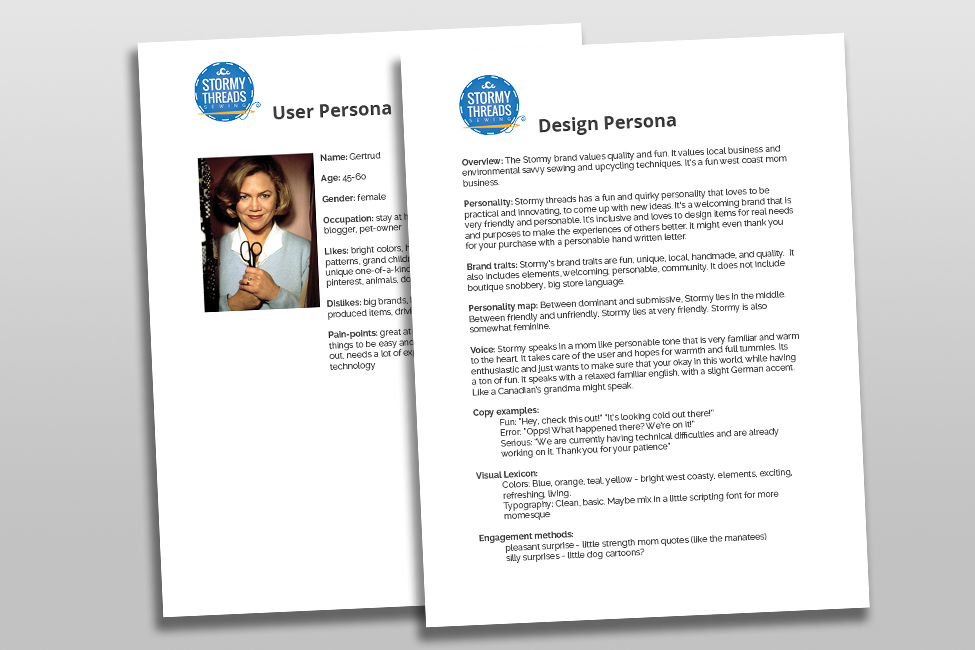 STORMY
THREADS
SEWING
User Persona
Name: Gertrud
Age: 45-60
Gender: female
Occupation: stay at h
blogger, pet-owner
Likes: bright colors, h
patterns, grand child
unique one-of-a-kin
pinterest, animals, do
Dislikes: big brands,
produced items, driv
Pain-points: great at
things to be easy and
out, needs a lot of ex
technology
STORMY
THREADS
SEWING
Design Persona
Overview: The Stormy brand values quality and fun. It values local business and
environmental savvy sewing and upcycling techniques. It's a fun west coast mom
business.
Personality: Stormy threads has a fun and quirky personality that loves to be
practical and innovating, to come up with new ideas. It's a welcoming brand that is
very friendly and personable. It's inclusive and loves to design items for real needs
and purposes to make the experiences of others better. It might even thank you
for your purchase with a personable hand written letter.
Brand traits: Stormy's brand traits are fun, unique, local, handmade, and quality. It
also includes elements, welcoming, personable, community. It does not include
boutique snobbery, big store language.
Personality map: Between dominant and submissive, Stormy lies in the middle.
Between friendly and unfriendly, Stormy lies at very friendly. Stormy is also
somewhat feminine.
Voice: Stormy speaks in a mom like personable tone that is very familiar and warm
to the heart. It takes care of the user and hopes for warmth and full tummies. Its
enthusiastic and just wants to make sure that your okay in this world, while having
a ton of fun. It speaks with a relaxed familiar english, with a slight German accent.
Like a Canadian's grandma might speak.
Copy examples:
Fun: "Hey, check this out!" "It's looking cold out there!"
Error: "Opps! What happened there? We're on it!"
Serious: "We are currently having technical difficulties and are already
working on it. Thank you for your patience"
Visual Lexicon:
Colors: Blue, orange, teal, yellow - bright west coasty, elements, exciting,
refreshing, living.
Typography: Clean, basic. Maybe mix in a little scripting font for more
momesque
Engagement methods:
pleasant surprise - little strength mom quotes (like the manatees)
silly surprises - little dog cartoons?